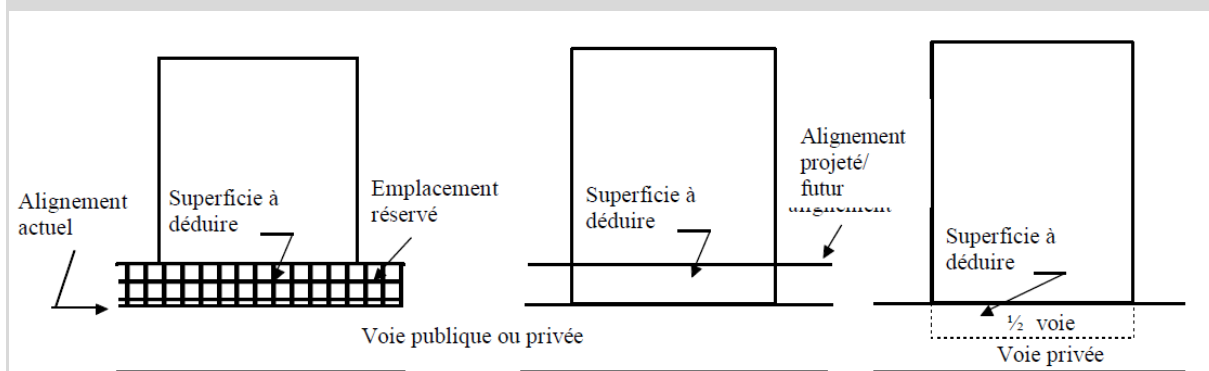 Alignement
actuel
Superficie à
déduire
Emplacement
réservé
Superficie à
déduire
Alignement
projeté/
futur
alignement
Superficie à
déduire
½ voie
Voie publique ou privée
Voie privée